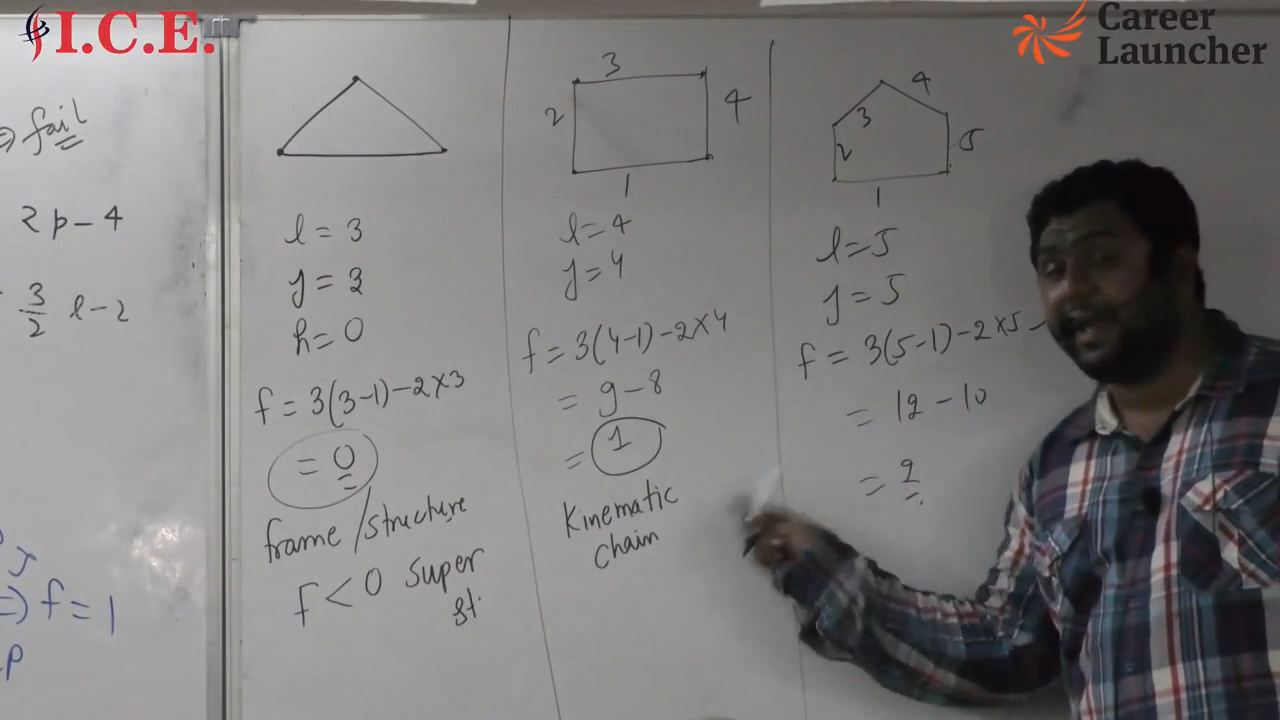 I.C.E.
Career
Launcher
⇒ fail
2p-4
3/2 l-2
⇒ f=1
P
l=3
j=3
h=0
f=3(3-1)-2×3
=0
frame/structure
f<0 super
st.
3
2
4
1
l=4
j=4
f=3(4-1)-2×4
=9-8
=1
Kinematic
chain
4
3
2
5
1
l=5
j=5
f=3(5-1)-2×5-
=12-10
=2